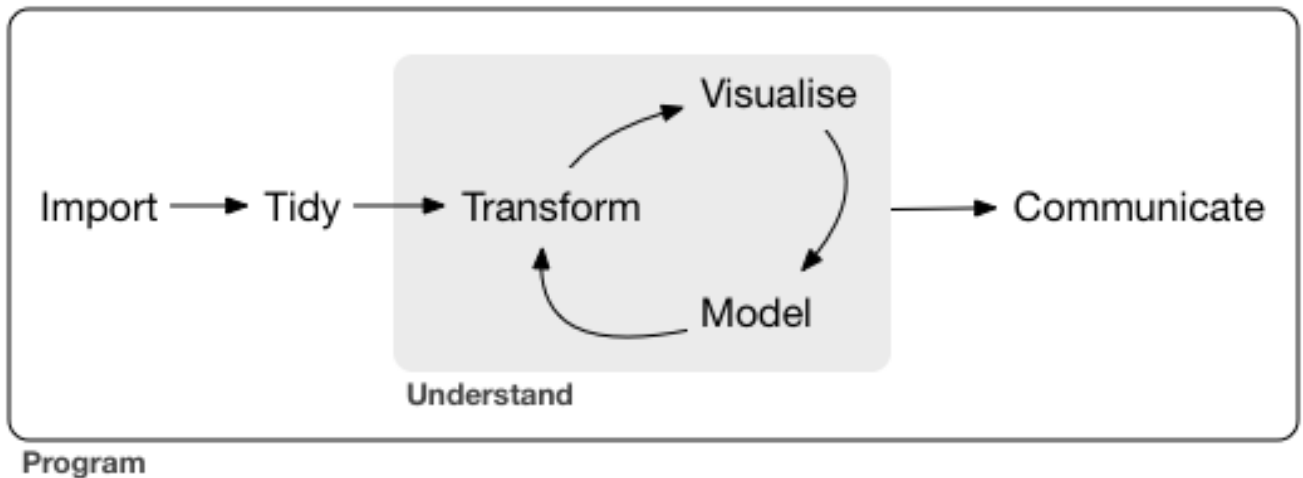 Visualise
Import Tidy Transform Communicate
Model
Understand
Program